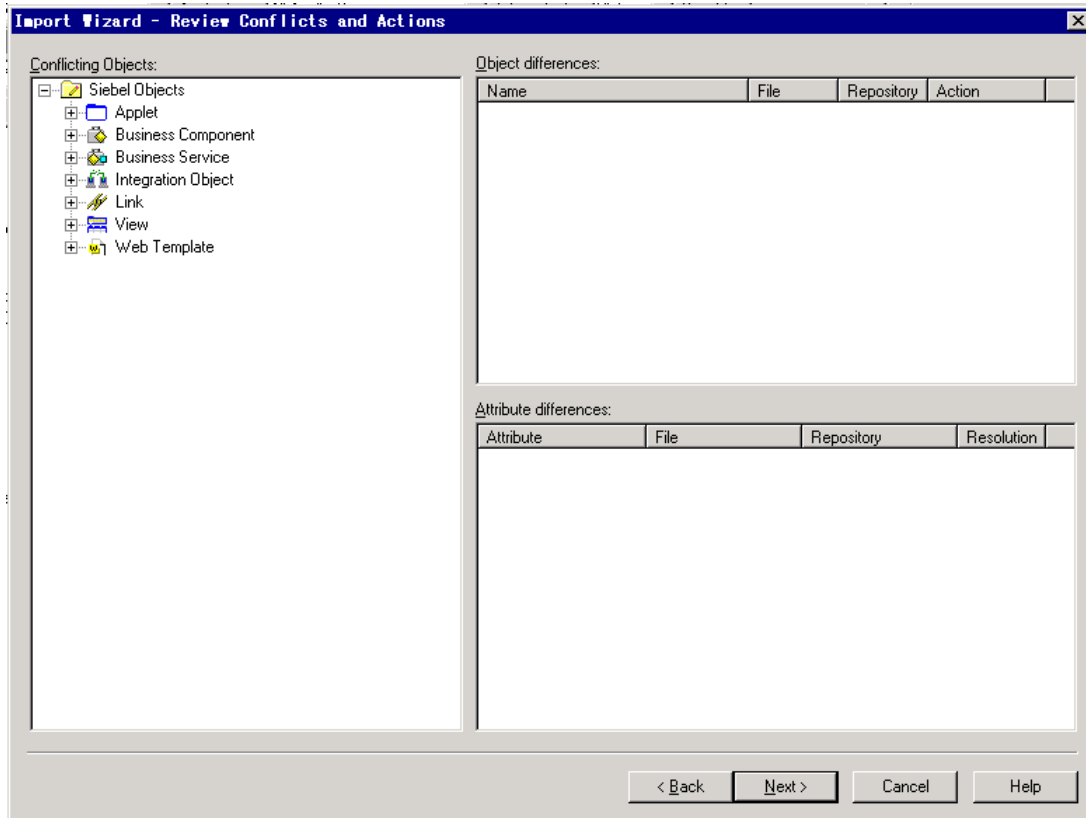 Import Wizard - Review Conflicts and Actions
Conflicting Objects:
Siebel Objects
Applet
Business Component
Business Service
Integration Object
Link
View
Web Template
Object differences:
Name File Repository Action
Attribute differences:
Attribute File Repository Resolution
< Back Next > Cancel Help